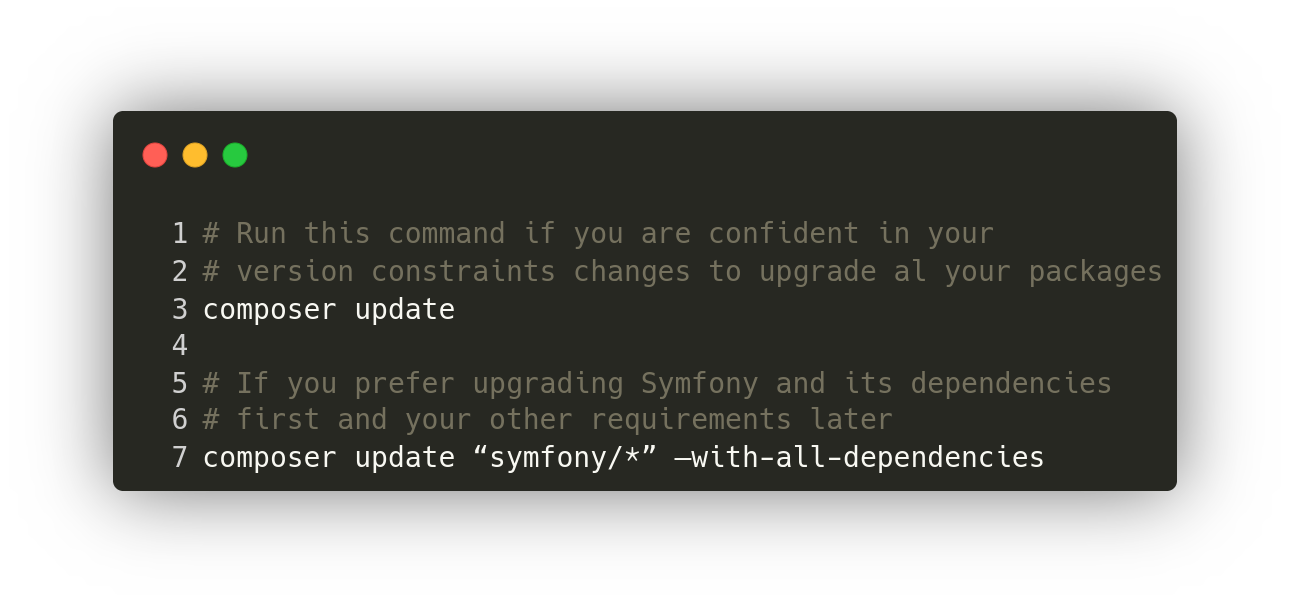 1 # Run this command if you are confident in your
2 # version constraints changes to upgrade al your packages
3 composer update
4
5 # If you prefer upgrading Symfony and its dependencies
6 # first and your other requirements later
7 composer update “symfony/*” —with-all-dependencies